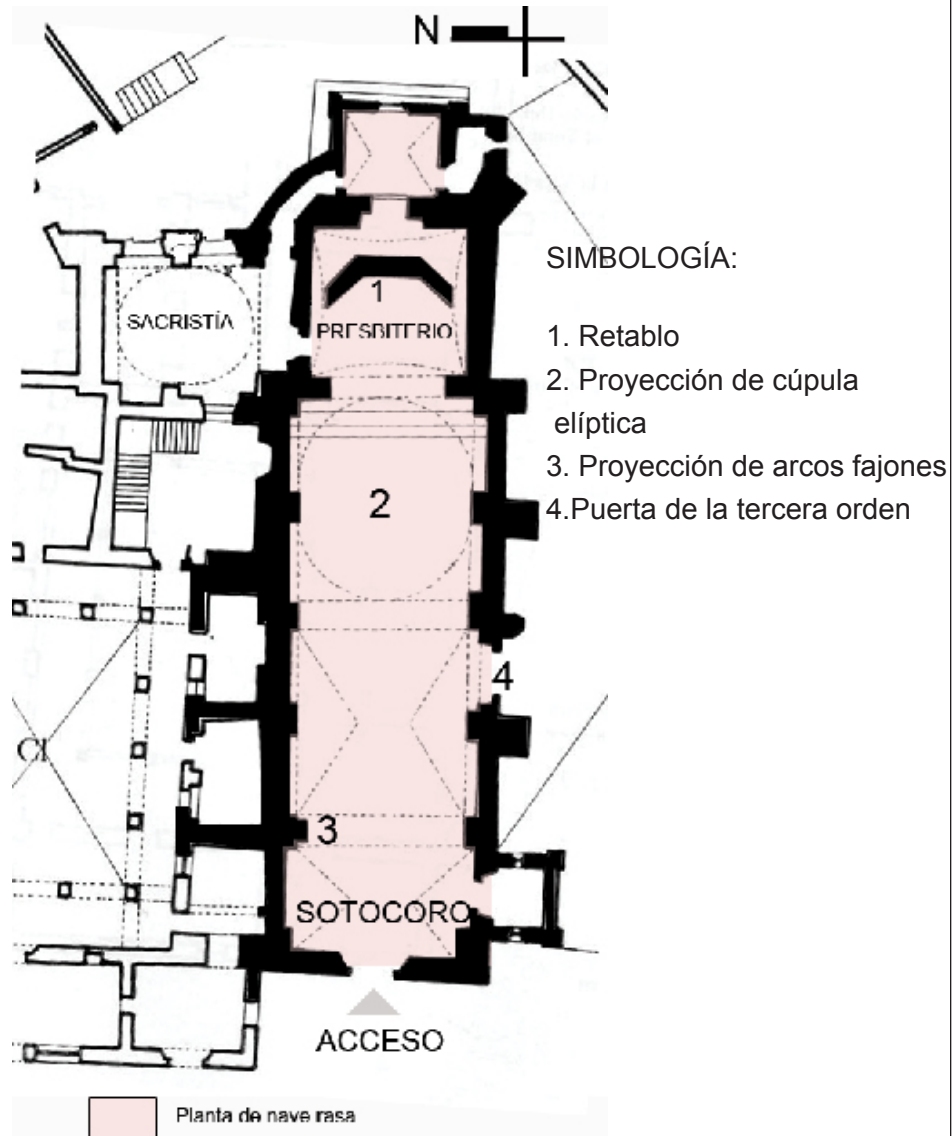 N
SIMBOLOGÍA:
1. Retablo
2. Proyección de cúpula
elíptica
3. Proyección de arcos fajones
4.Puerta de la tercera orden
SACRISTÍA
1
PRESBITERIO
2
4
CI
3
SOTOCORO
ACCESO
Planta de nave rasa